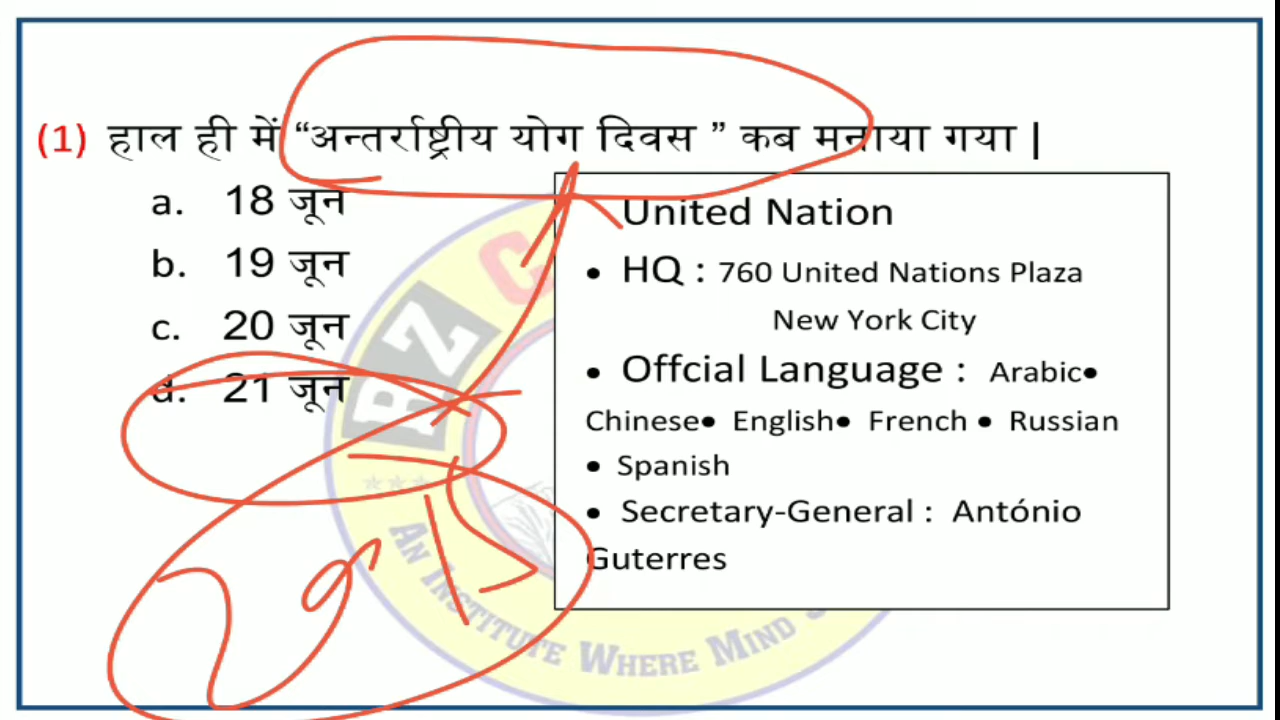 (1) हाल ही में “अन्तर्राष्ट्रीय योग दिवस ” कब मनाया गया |
a. 18 जून
b. 19 जून
c. 20 जून
d. 21 जून
United Nation
• HQ : 760 United Nations Plaza
New York City
• Offcial Language : Arabic•
Chinese• English• French • Russian
• Spanish
• Secretary-General : António
Guterres
RZ C
AN INSTITUTE WHERE MIND